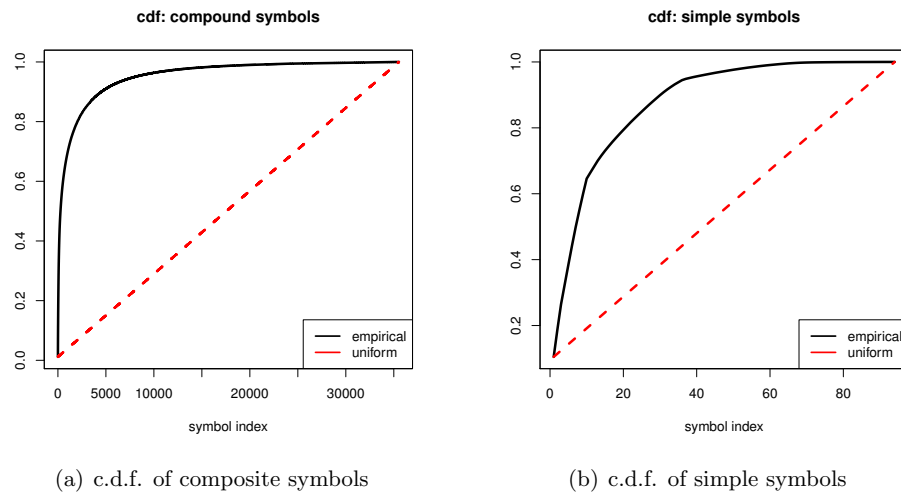 cdf: compound symbols
1.0
0.8
0.6
0.4
0.2
0.0
empirical
uniform
0 5000 10000 20000 30000
symbol index
(a) c.d.f. of composite symbols
cdf: simple symbols
1.0
0.8
0.6
0.4
0.2
empirical
uniform
0 20 40 60 80
symbol index
(b) c.d.f. of simple symbols